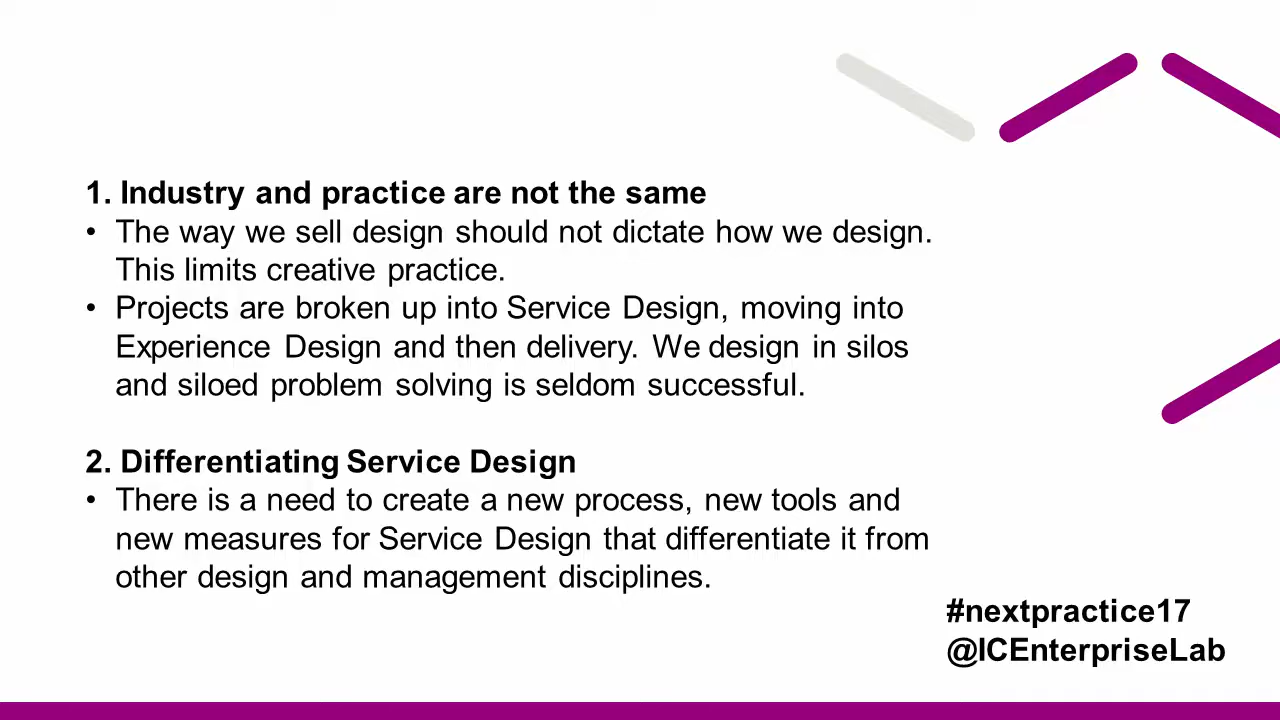 1. Industry and practice are not the same
• The way we sell design should not dictate how we design.
This limits creative practice.
• Projects are broken up into Service Design, moving into
Experience Design and then delivery. We design in silos
and siloed problem solving is seldom successful.
2. Differentiating Service Design
• There is a need to create a new process, new tools and
new measures for Service Design that differentiate it from
other design and management disciplines.
#nextpractice17
@ICEnterpriseLab